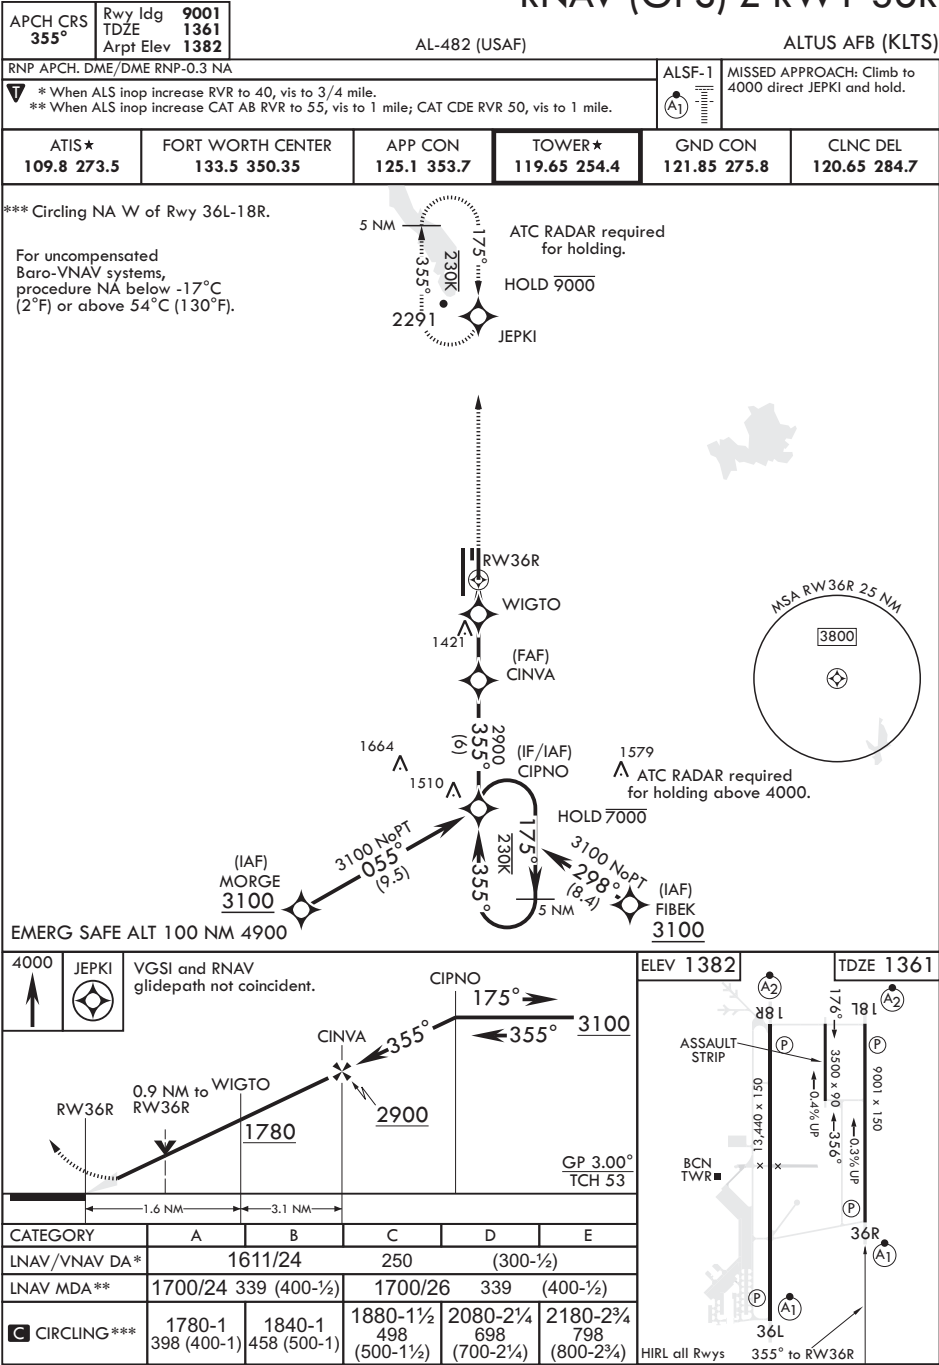 RNAV (GPS) Z RWY 36R
APCH CRS
355°
Rwy ldg 9001
TDZE 1361
Arpt Elev 1382
AL-482 (USAF)
ALTUS AFB (KLTS)
RNP APCH. DME/DME RNP-0.3 NA
T
* When ALS inop increase RVR to 40, vis to 3/4 mile.
** When ALS inop increase CAT AB RVR to 55, vis to 1 mile; CAT CDE RVR 50, vis to 1 mile.
ALSF-1
A1
MISSED APPROACH: Climb to
4000 direct JEPKI and hold.
ATIS★
109.8 273.5
FORT WORTH CENTER
133.5 350.35
APP CON
125.1 353.7
TOWER★
119.65 254.4
GND CON
121.85 275.8
CLNC DEL
120.65 284.7
*** Circling NA W of Rwy 36L-18R.
For uncompensated
Baro-VNAV systems,
procedure NA below -17°C
(2°F) or above 54°C (130°F).
5 NM
355°
230K
175°
ATC RADAR required
for holding.
HOLD 9000
2291
JEPKI
RW36R
WIGTO
1421
(FAF)
CINVA
MSA RW36R 25 NM
3800
2900
355°
(6)
(IF/IAF)
CIPNO
1664
1510
1579
ATC RADAR required
for holding above 4000.
HOLD 7000
3100 NoPT
055°
(9.5)
355°
230K
175°
5 NM
3100 NoPT
298°
(8.4)
(IAF)
MORGE
3100
(IAF)
FIBEK
3100
EMERG SAFE ALT 100 NM 4900
4000
JEPKI
VGSI and RNAV
glidepath not coincident.
CIPNO
175°
355°
3100
CINVA
355°
2900
0.9 NM to
RW36R
WIGTO
1780
RW36R
GP 3.00°
TCH 53
1.6 NM
3.1 NM
ELEV 1382
TDZE 1361
A2
A2
18R
18L
176°
P
P
ASSAULT
STRIP
3500 x 90
9001 x 150
13,440 x 150
0.4% UP
356°
0.3% UP
BCN
TWR
P
36R
A1
P
A1
36L
HIRL all Rwys
355° to RW36R
CATEGORY A B C D E
LNAV/VNAV DA* 1611/24 250 (300-½)
LNAV MDA** 1700/24 339 (400-½) 1700/26 339 (400-½)
C CIRCLING***
1780-1
398 (400-1)
1840-1
458 (500-1)
1880-1½
498
(500-1½)
2080-2¼
698
(700-2¼)
2180-2¾
798
(800-2¾)